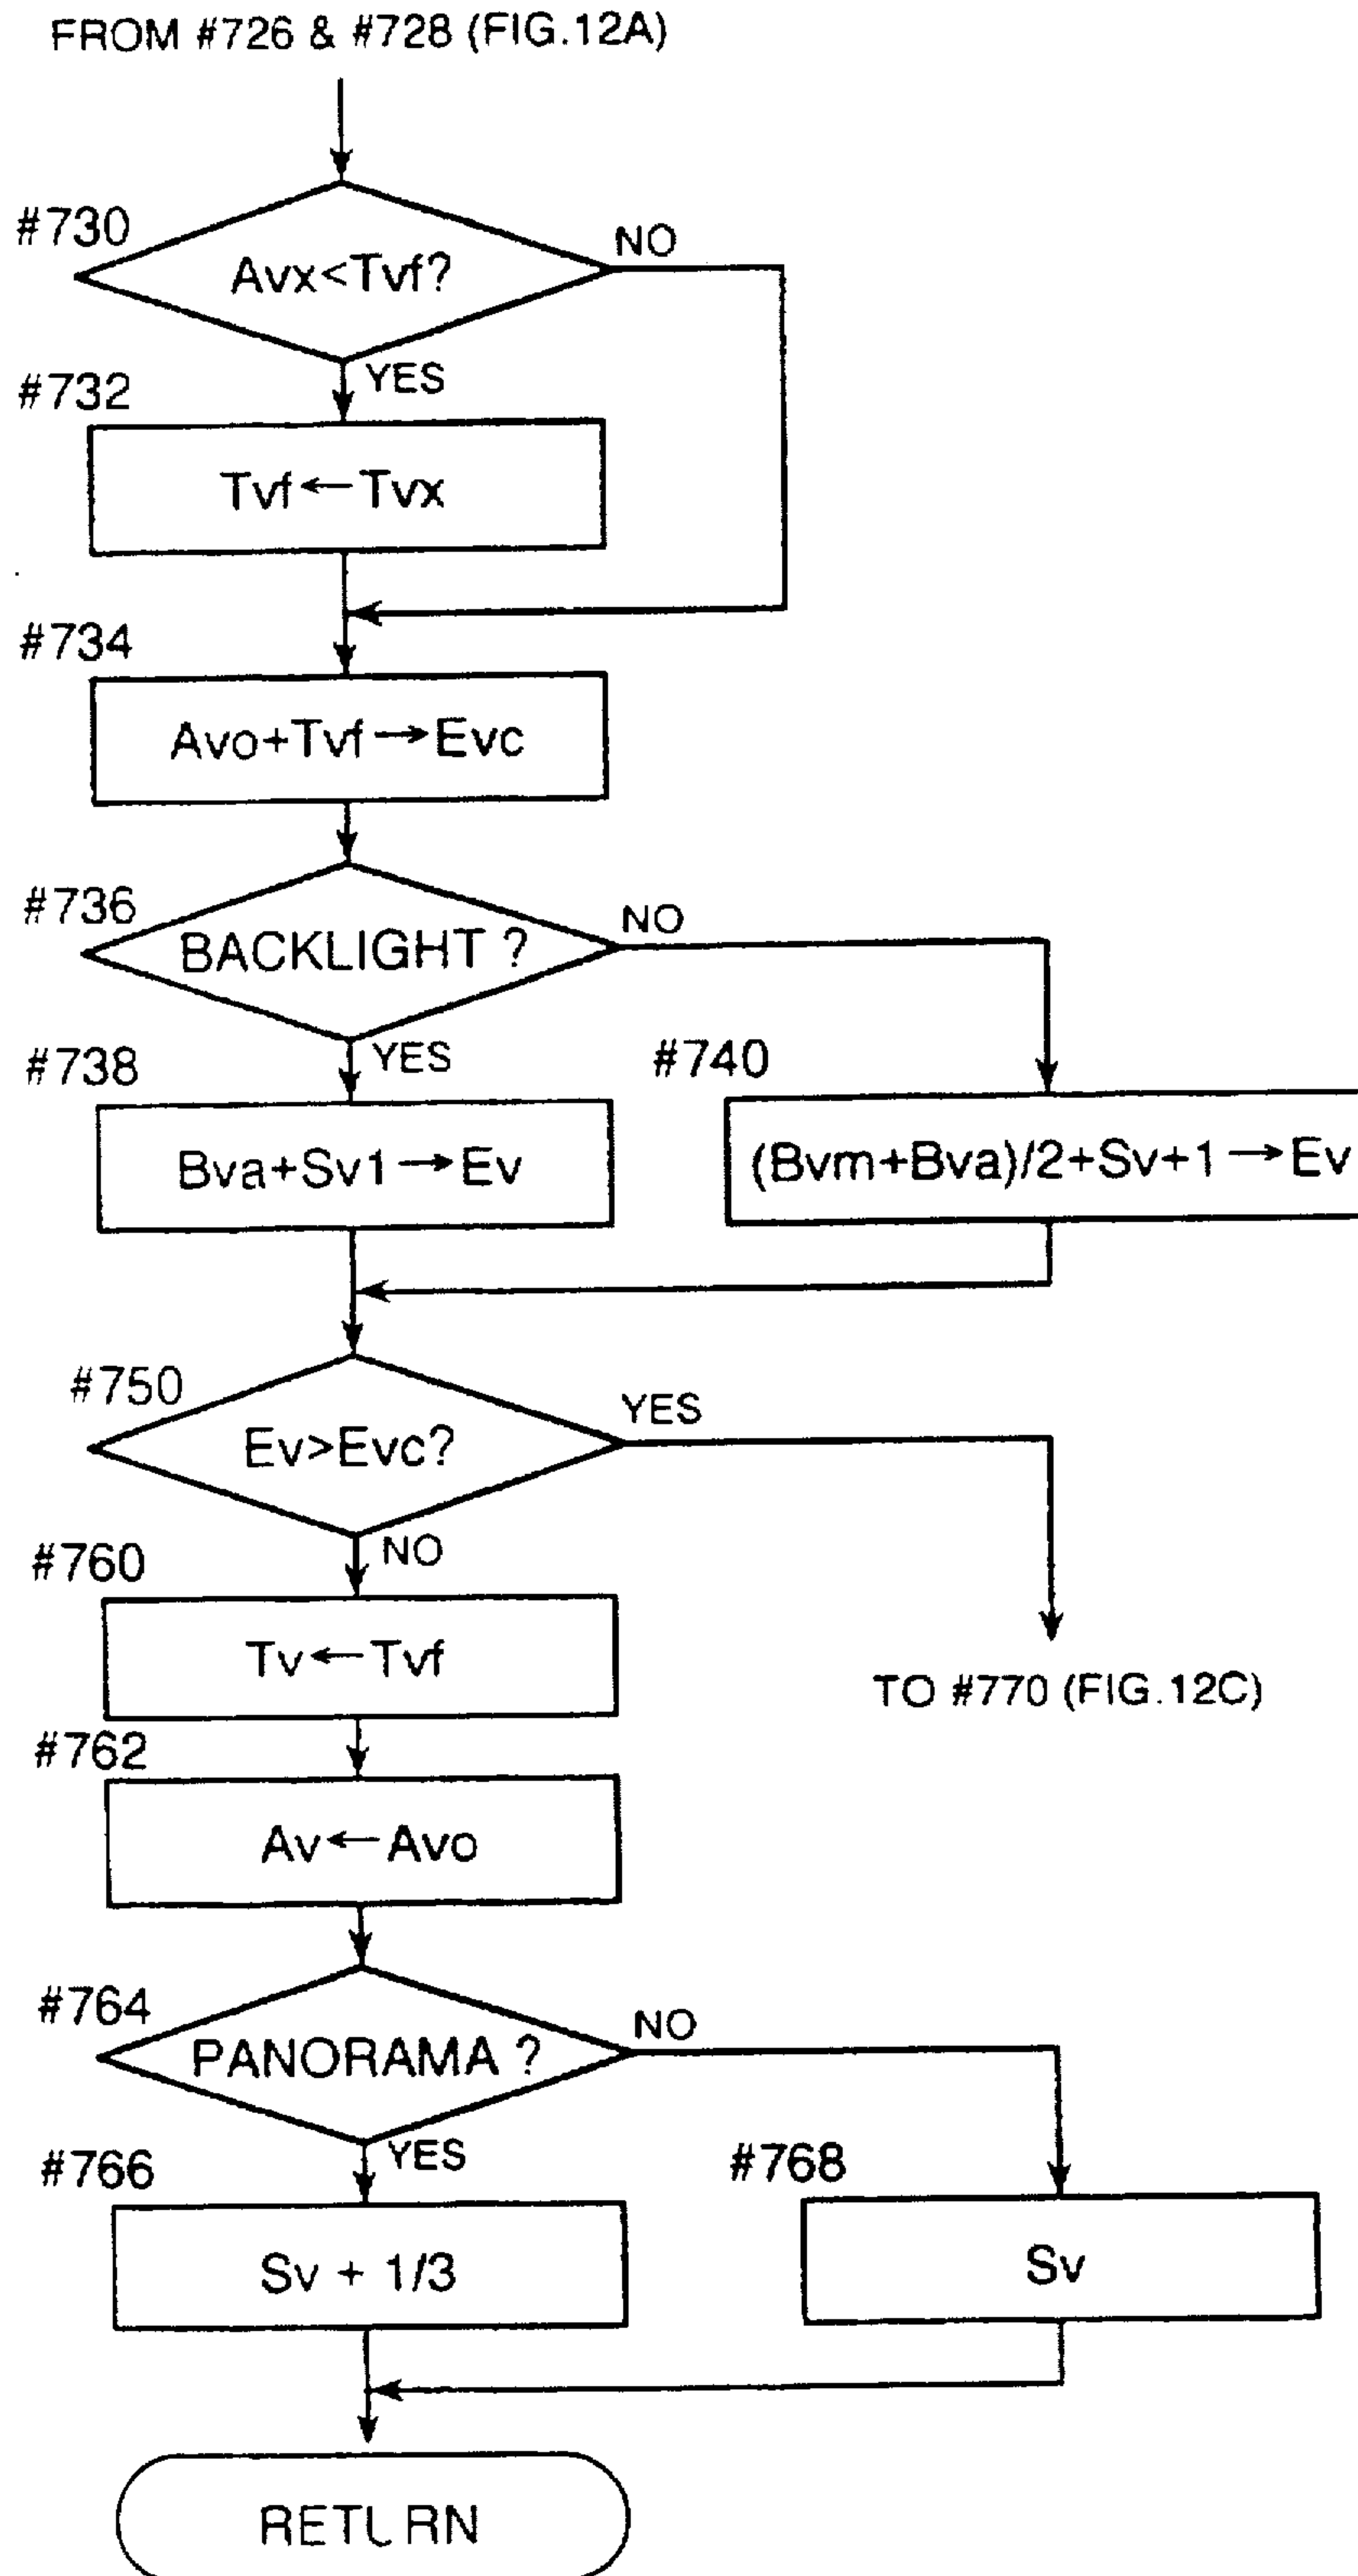 FROM #726 & #728 (FIG.12A)
#730
Avx<Tvf?
NO
YES
#732
Tvf←Tvx
#734
Avo+Tvf→Evc
#736
BACKLIGHT ?
NO
YES
#738
Bva+Sv1→Ev
#740
(Bvm+Bva)/2+Sv+1→Ev
#750
Ev>Evc?
YES
NO
#760
Tv←Tvf
TO #770 (FIG.12C)
#762
Av←Avo
#764
PANORAMA ?
NO
YES
#766
Sv + 1/3
#768
Sv
RETURN